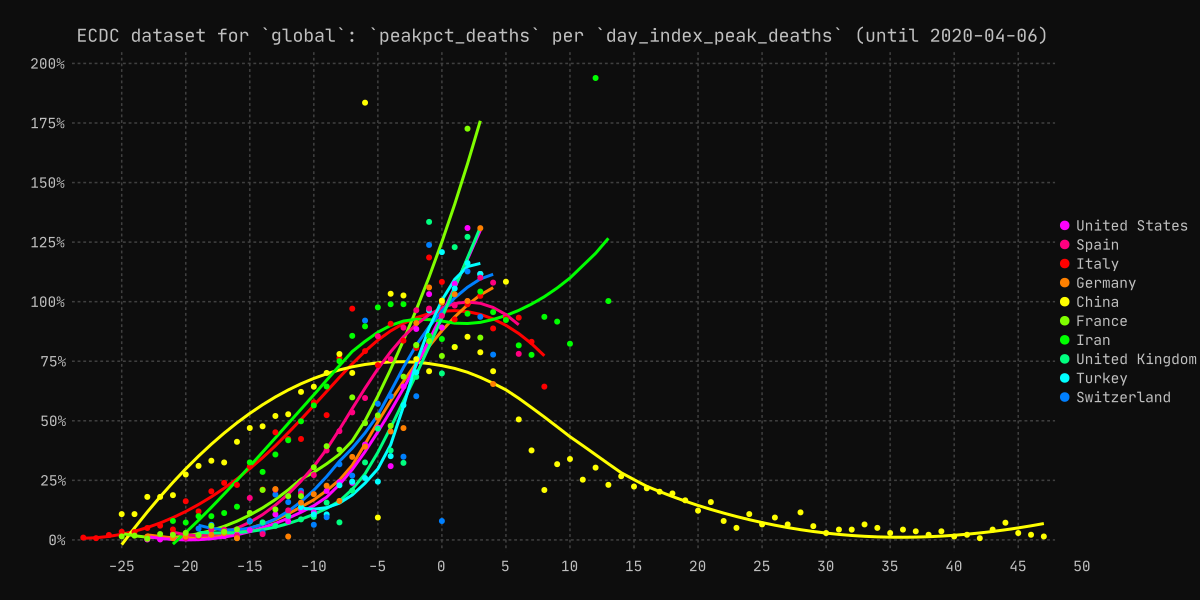 ECDC dataset for `global`: `peakpct_deaths` per `day_index_peak_deaths` (until 2020-04-06)
200%
175%
150%
125%
100%
75%
50%
25%
0%
-25 -20 -15 -10 -5 0 5 10 15 20 25 30 35 40 45 50
United States
Spain
Italy
Germany
China
France
Iran
United Kingdom
Turkey
Switzerland